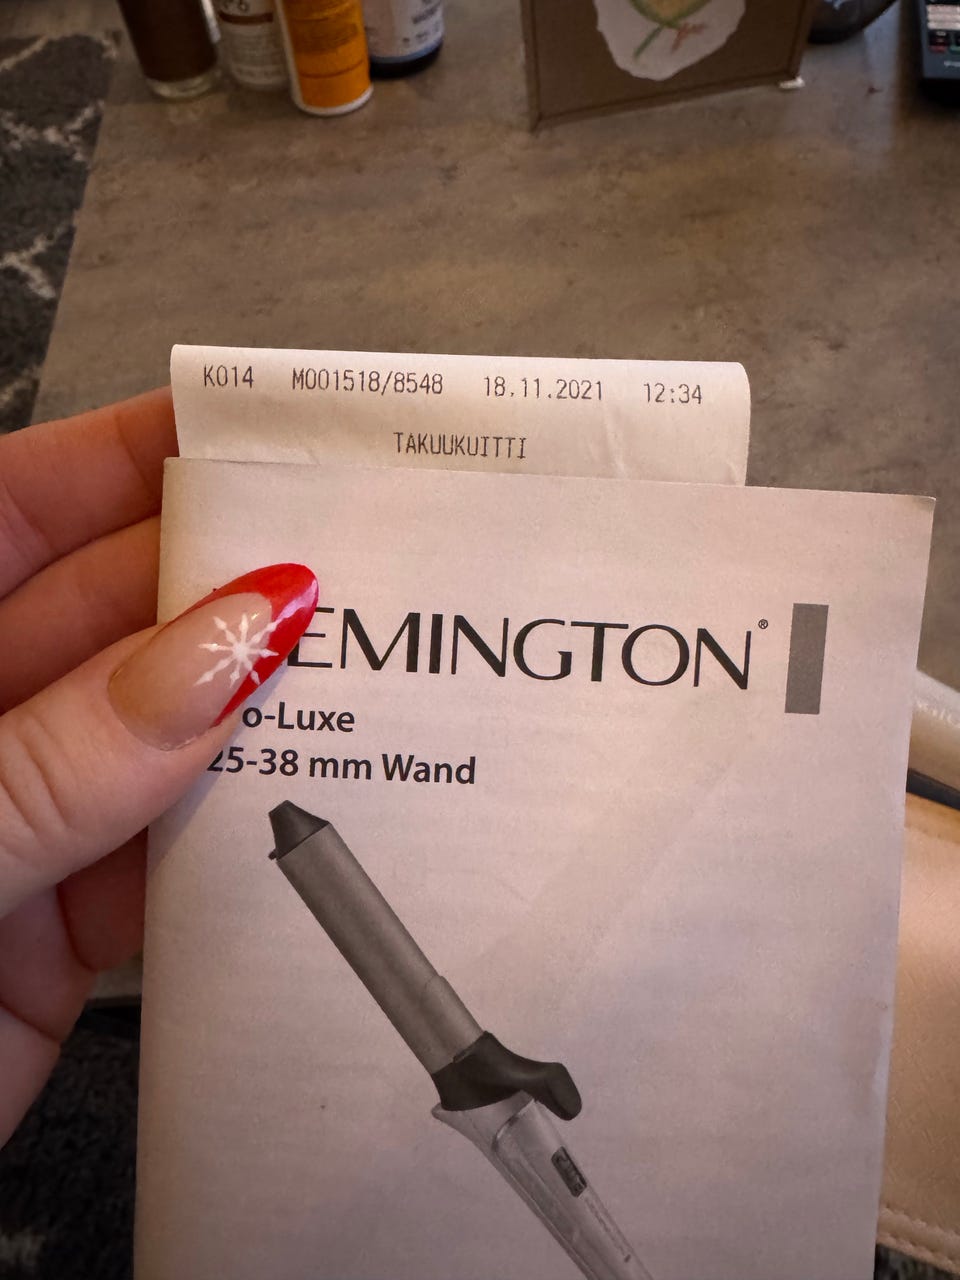 K014 M001518/8548 18.11.2021 12:34
TAKUUKUITTI
EMINGTON®
o-Luxe
25-38 mm Wand